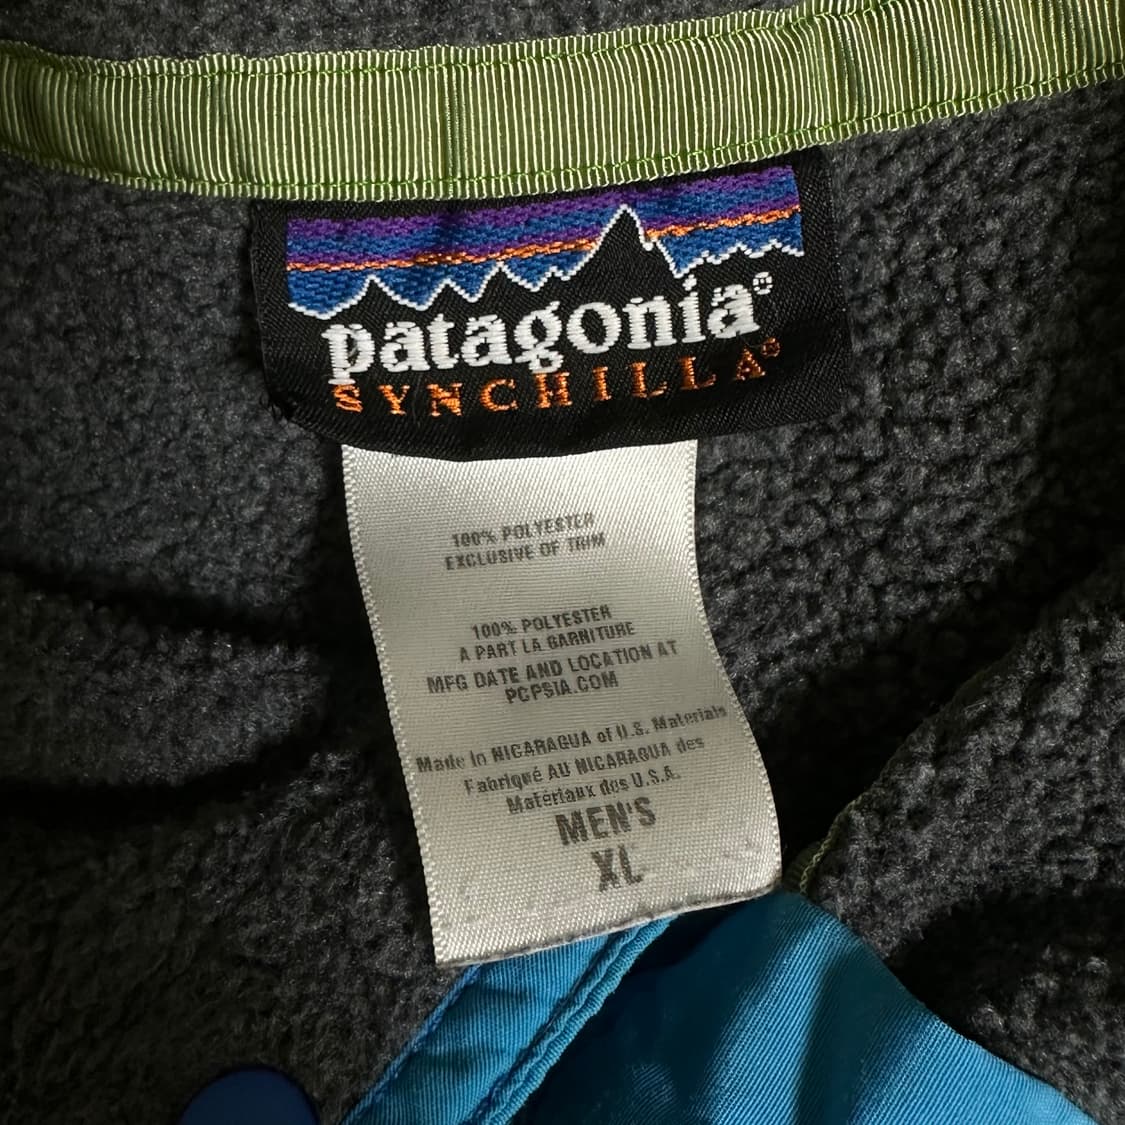 patagonia®
SYNCHILLA®
100% POLYESTER
EXCLUSIVE OF TRIM
100% POLYESTER
A PART LA GARNITURE
MFG DATE AND LOCATION AT
PCPSIA.COM
Made in NICARAGUA of U.S. Materials
Fabriqué AU NICARAGUA des
Matériaux des U.S.A.
MEN'S
XL